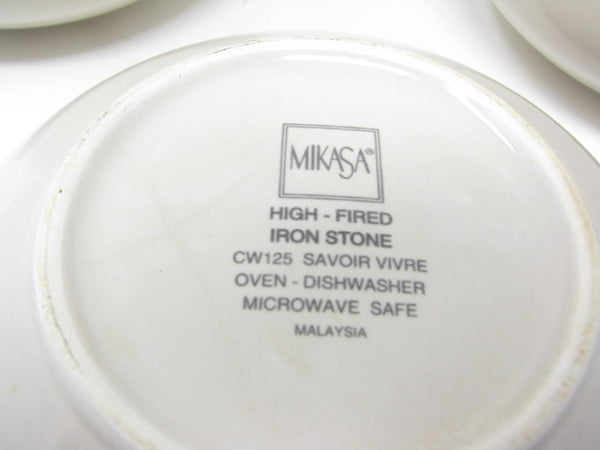 MIKASA®
HIGH - FIRED
IRON STONE
CW125 SAVOIR VIVRE
OVEN - DISHWASHER
MICROWAVE SAFE
MALAYSIA